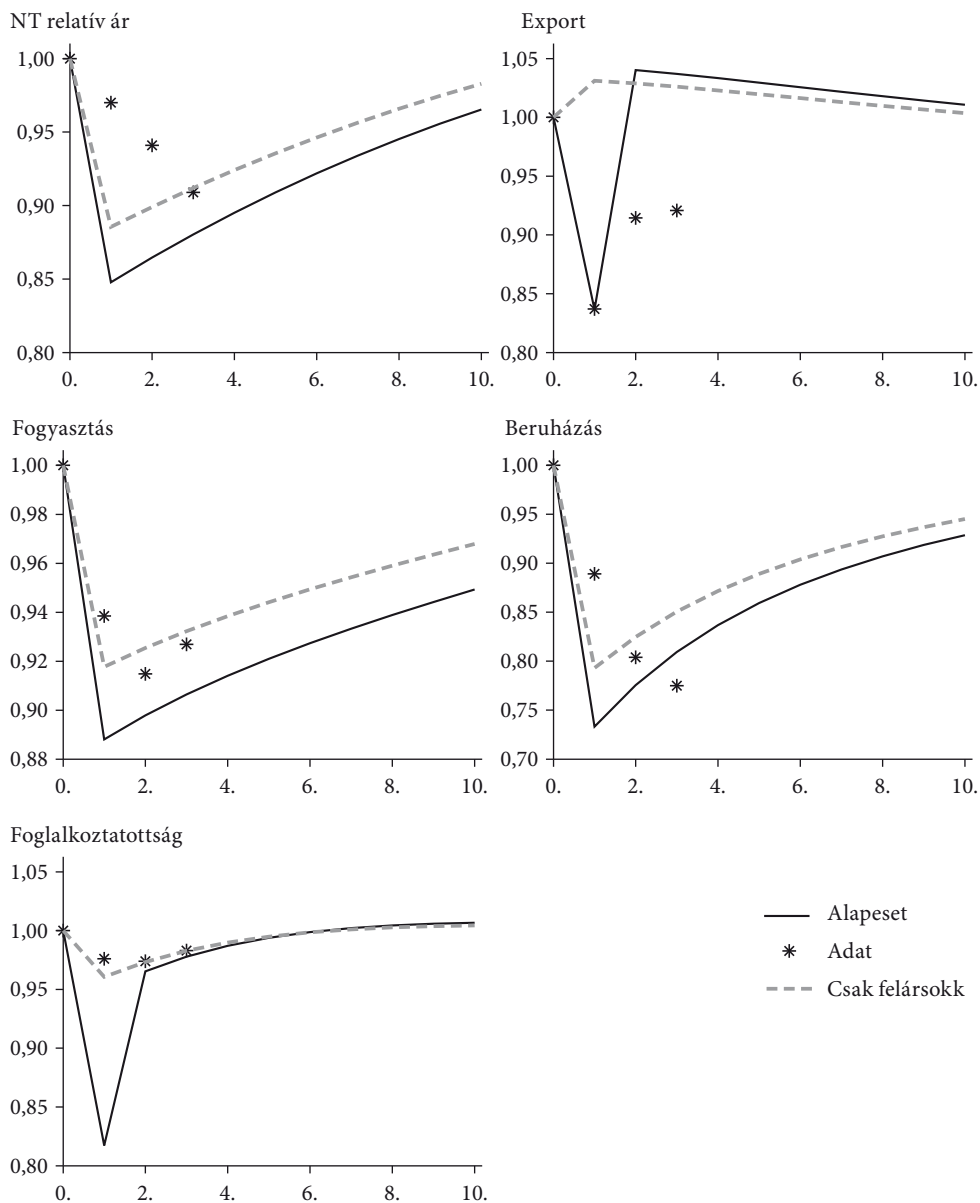 NT relatív ár
1,00
0,95
0,90
0,85
0,80
0. 2. 4. 6. 8. 10.
Export
1,05
1,00
0,95
0,90
0,85
0,80
0. 2. 4. 6. 8. 10.
Fogyasztás
1,00
0,98
0,96
0,94
0,92
0,90
0,88
0. 2. 4. 6. 8. 10.
Beruházás
1,00
0,95
0,90
0,85
0,80
0,75
0,70
0. 2. 4. 6. 8. 10.
Foglalkoztatottság
1,05
1,00
0,95
0,90
0,85
0,80
0. 2. 4. 6. 8. 10.
Alapeset
Adat
Csak felársokk